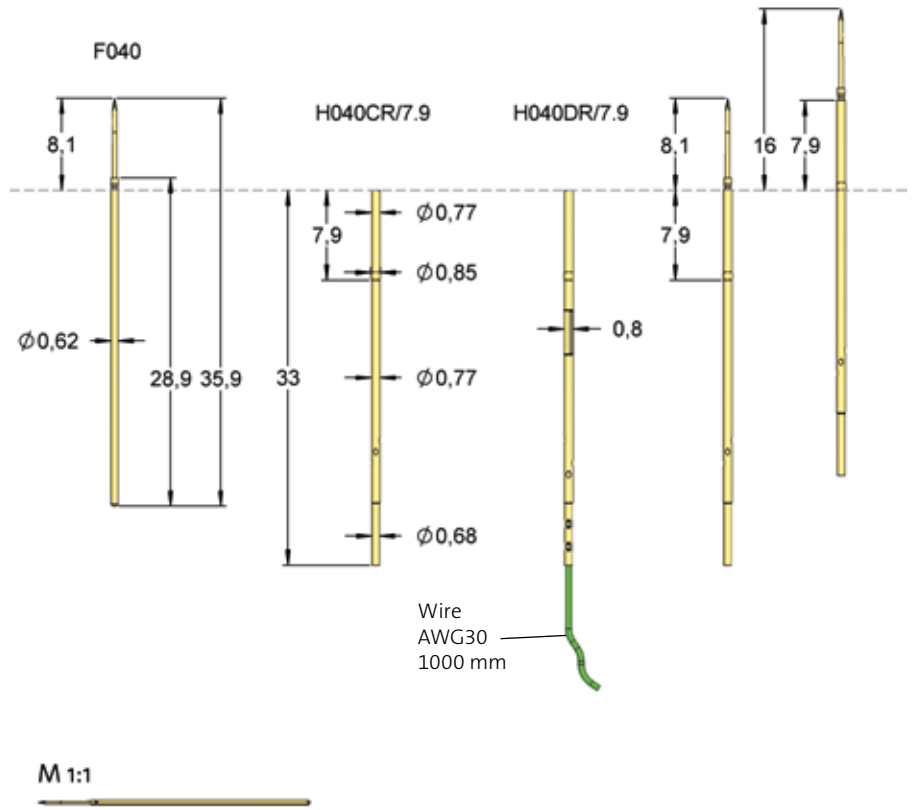 F040
H040CR/7.9
H040DR/7.9
8,1
28,9
35,9
Ø0,62
33
7,9
Ø0,77
Ø0,85
Ø0,77
Ø0,68
0,8
8,1
7,9
16
7,9
Wire
AWG30
1000 mm
M 1:1